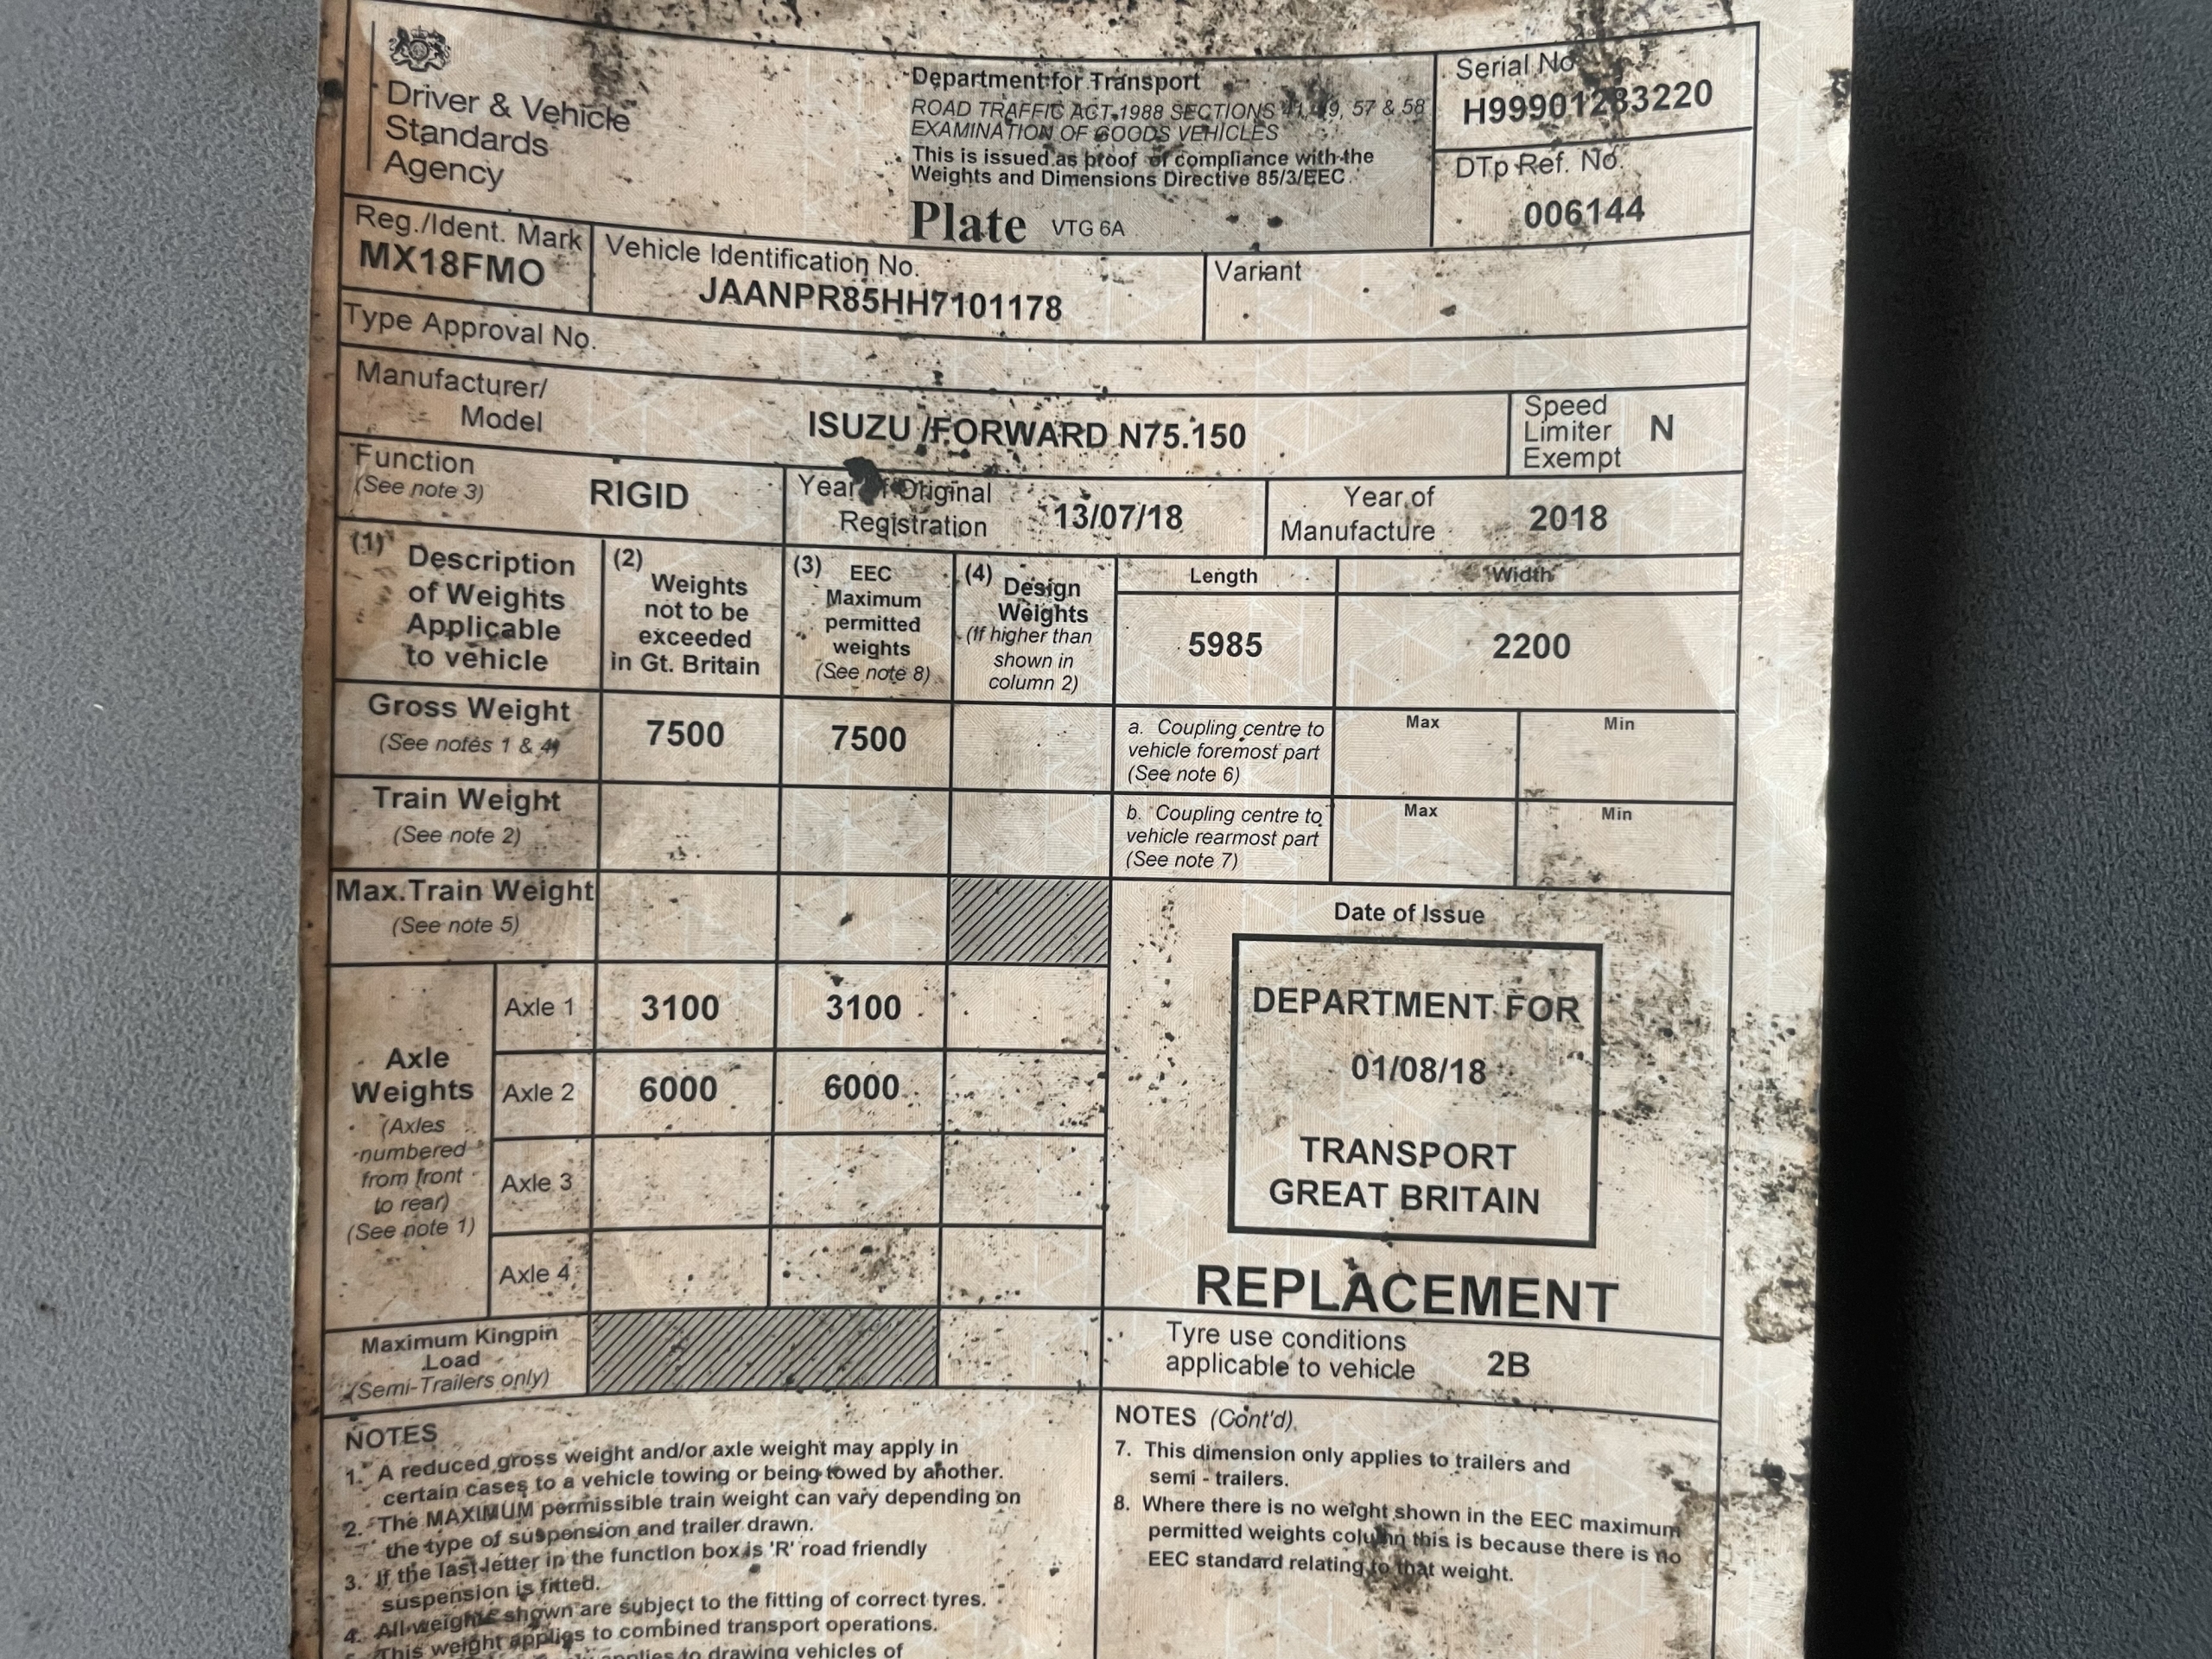 Driver & Vehicle
Standards
Agency
Department for Transport
ROAD TRAFFIC ACT 1988 SECTIONS 41, 49, 57 & 58
EXAMINATION OF GOODS VEHICLES
This is issued as proof of compliance with the
Weights and Dimensions Directive 85/3/EEC.
Plate VTG 6A
Serial No
H99901283220
DTp Ref. No.
006144
Reg./Ident. Mark
MX18FMO
Vehicle Identification No.
JAANPR85HH7101178
Variant
Type Approval No.
Manufacturer/
Model
ISUZU /FORWARD N75.150
Speed
Limiter
Exempt
N
Function
(See note 3)
RIGID
Year of Original
Registration
13/07/18
Year of
Manufacture
2018
(1) Description
of Weights
Applicable
to vehicle
(2) Weights
not to be
exceeded
in Gt. Britain
(3) EEC
Maximum
permitted
weights
(See note 8)
(4) Design
Weights
(If higher than
shown in
column 2)
Length
5985
Width
2200
Gross Weight
(See notes 1 & 4)
7500
7500
a. Coupling centre to
vehicle foremost part
(See note 6)
Max
Min
Train Weight
(See note 2)
b. Coupling centre to
vehicle rearmost part
(See note 7)
Max
Min
Max.Train Weight
(See note 5)
Axle
Weights
(Axles
numbered
from front
to rear)
(See note 1)
Axle 1
3100
3100
Axle 2
6000
6000
Axle 3
Axle 4
Date of Issue
DEPARTMENT FOR
01/08/18
TRANSPORT
GREAT BRITAIN
REPLACEMENT
Maximum Kingpin
Load
(Semi-Trailers only)
Tyre use conditions
applicable to vehicle
2B
NOTES
1. A reduced gross weight and/or axle weight may apply in
certain cases to a vehicle towing or being towed by another.
2. The MAXIMUM permissible train weight can vary depending on
the type of suspension and trailer drawn.
3. If the last letter in the function box is 'R' road friendly
suspension is fitted.
4. All weights shown are subject to the fitting of correct tyres.
This weight applies to combined transport operations.
applies to drawing vehicles of
NOTES (Cont'd).
7. This dimension only applies to trailers and
semi - trailers.
8. Where there is no weight shown in the EEC maximum
permitted weights column this is because there is no
EEC standard relating to that weight.